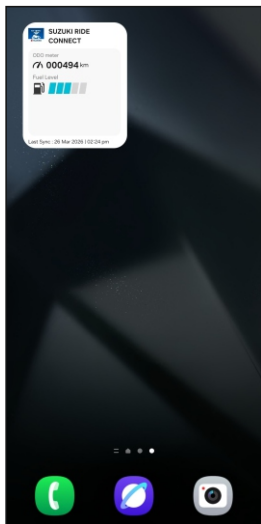 SUZUKI RIDE
CONNECT
ODO meter
000494 km
Fuel Level
Last Sync : 26 Mar 2026 | 02:24 pm